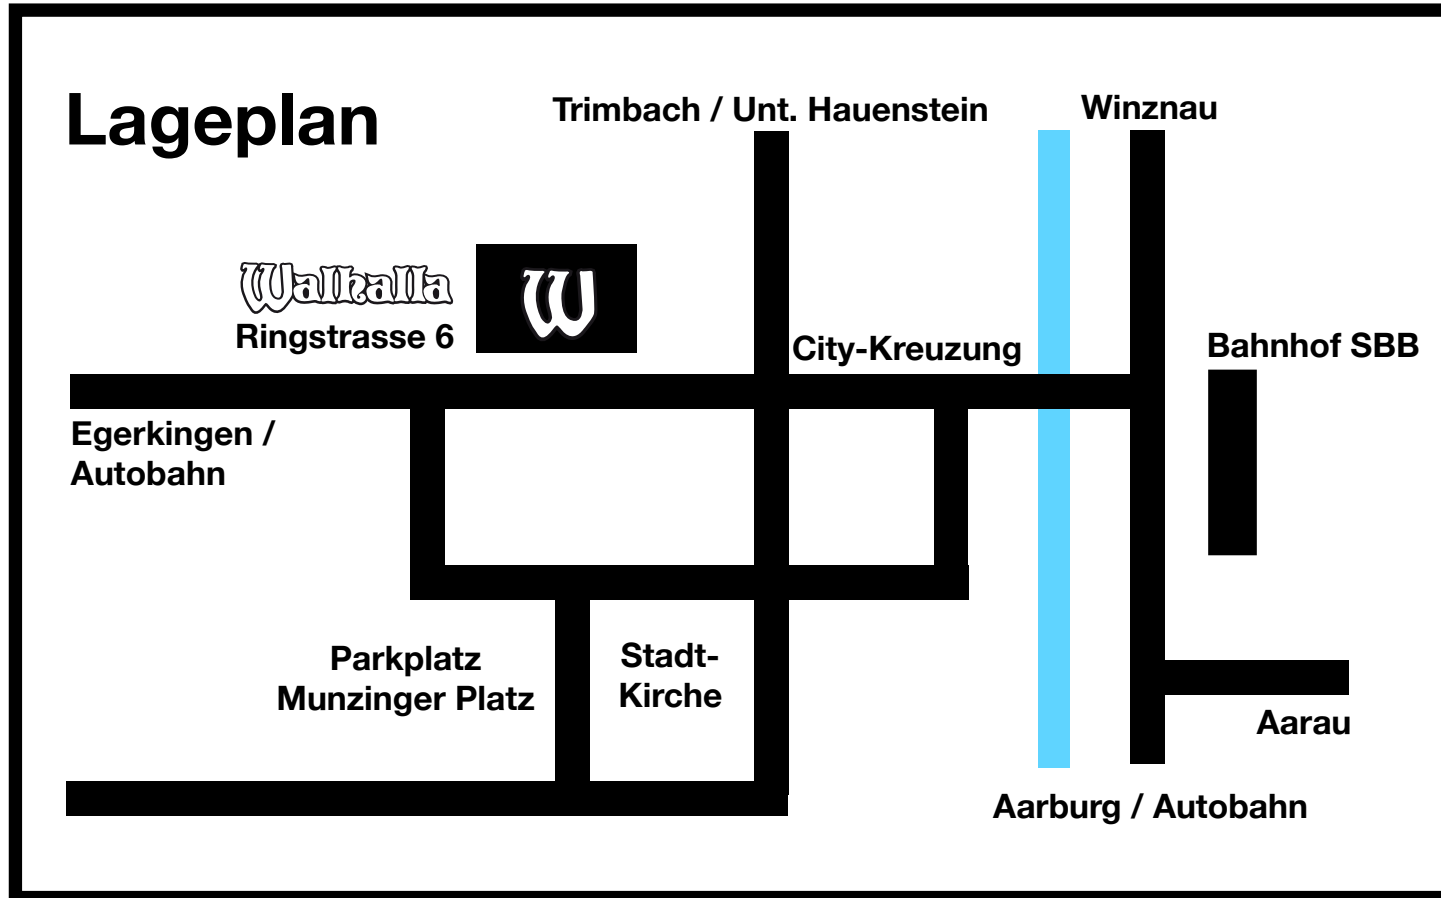 Lageplan
Trimbach / Unt. Hauenstein
Winznau
Walhalla
W
Ringstrasse 6
City-Kreuzung
Bahnhof SBB
Egerkingen /
Autobahn
Parkplatz
Munzinger Platz
Stadt-
Kirche
Aarau
Aarburg / Autobahn